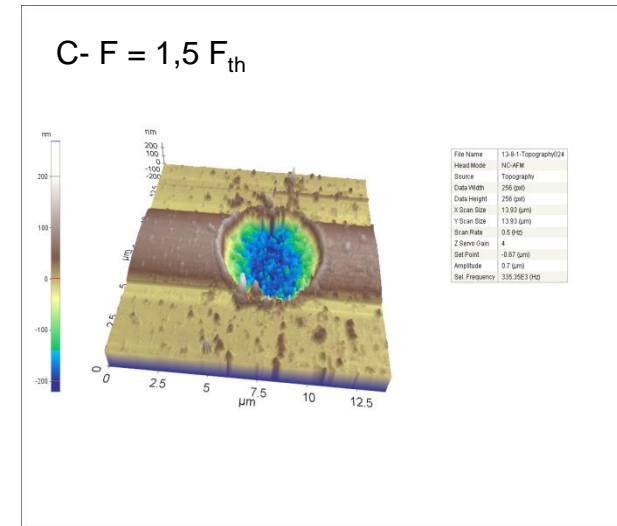 C- F = 1,5 Fth
nm
200
100
0
-100
-200
nm
200
100
0
-100
-200
12.5
10
µm
5
2.5
0
0
2.5
5
7.5
10
12.5
µm
File Name 13-8-1-Topography024
Head Mode NC-AFM
Source Topography
Data Width 256 (pxl)
Data Height 256 (pxl)
X Scan Size 13.93 (µm)
Y Scan Size 13.93 (µm)
Scan Rate 0.5 (Hz)
Z Servo Gain 4
Set Point -0.67 (µm)
Amplitude 0.7 (µm)
Sel. Frequency 335.35E3 (Hz)